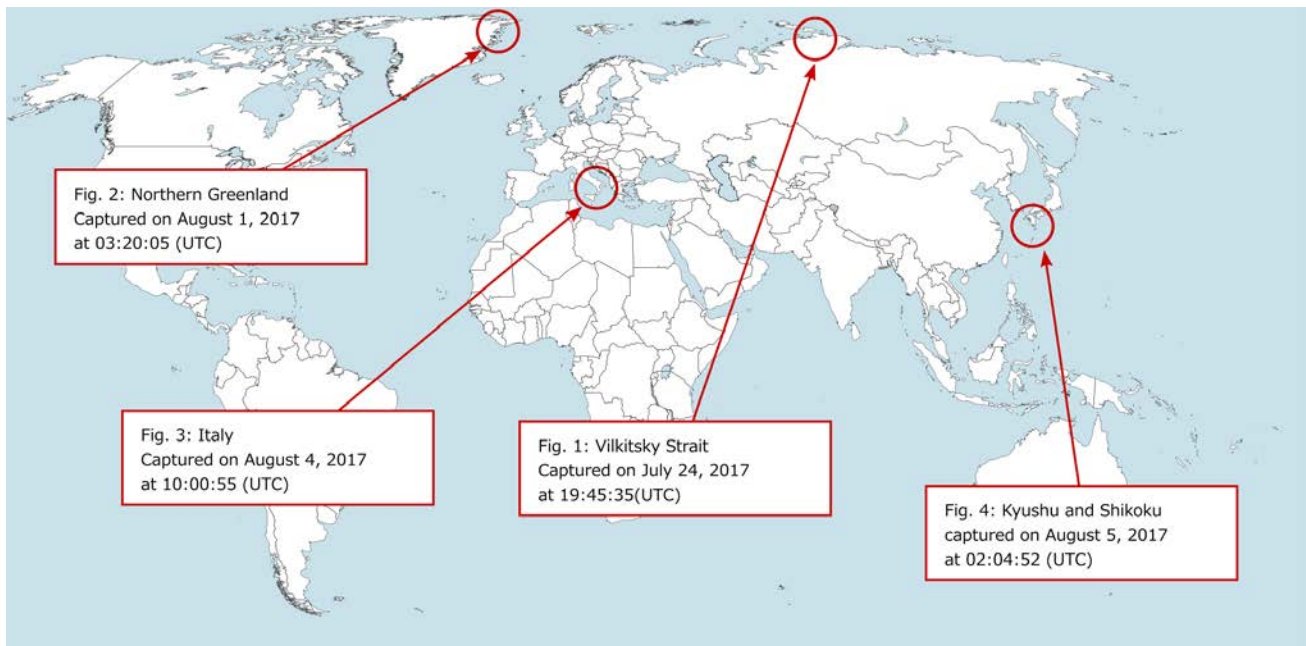 Fig. 2: Northern Greenland
Captured on August 1, 2017
at 03:20:05 (UTC)
Fig. 3: Italy
Captured on August 4, 2017
at 10:00:55 (UTC)
Fig. 1: Vilkitsky Strait
Captured on July 24, 2017
at 19:45:35(UTC)
Fig. 4: Kyushu and Shikoku
captured on August 5, 2017
at 02:04:52 (UTC)